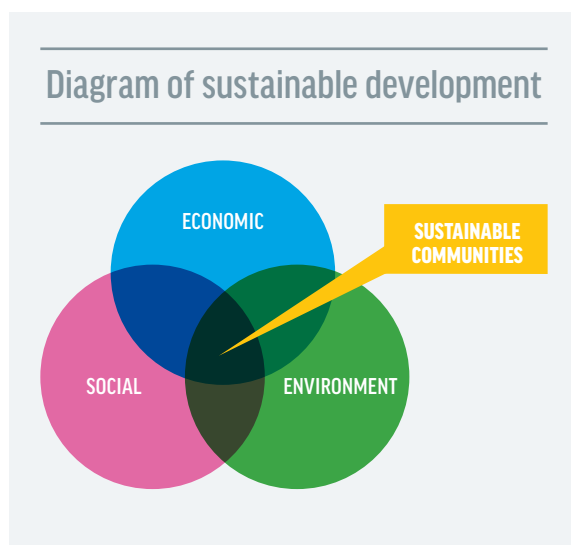 Diagram of sustainable development
ECONOMIC
SUSTAINABLE
COMMUNITIES
SOCIAL
ENVIRONMENT